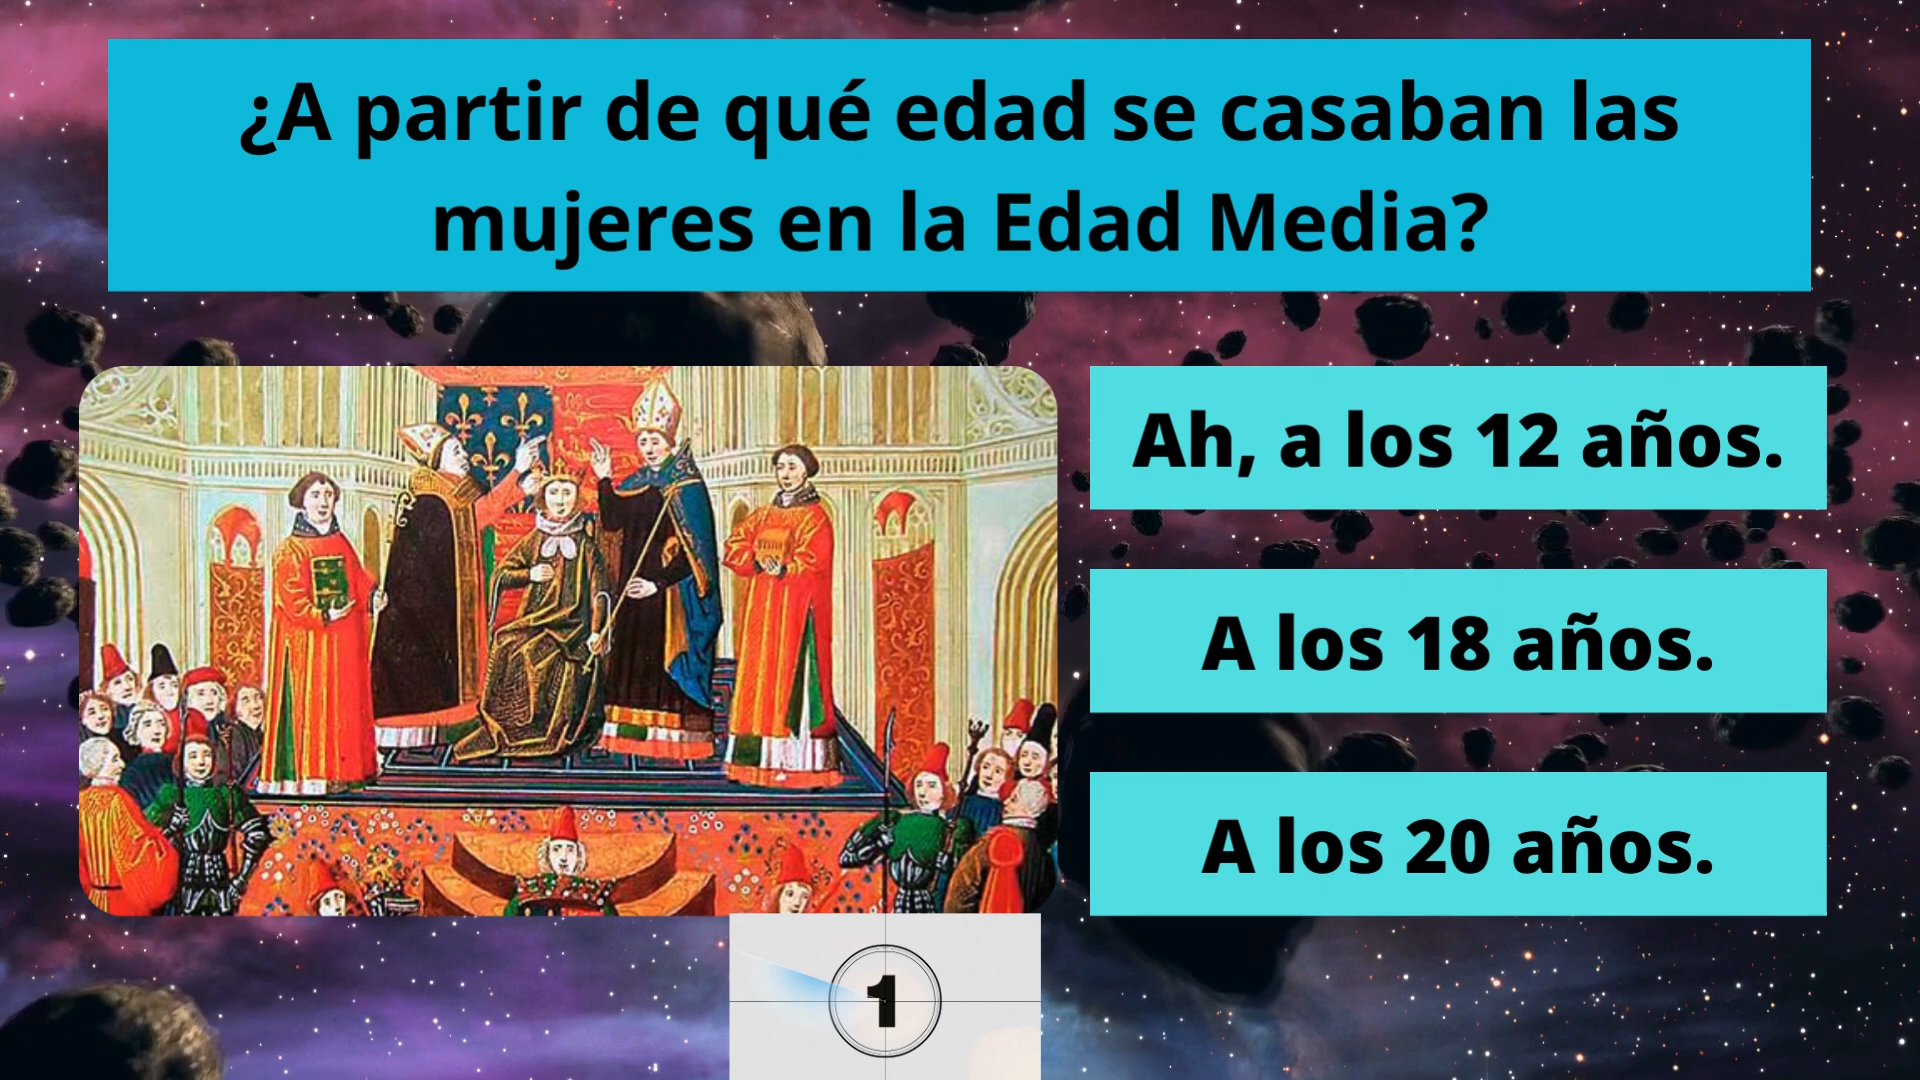 ¿A partir de qué edad se casaban las
mujeres en la Edad Media?
Ah, a los 12 años.
A los 18 años.
A los 20 años.
1